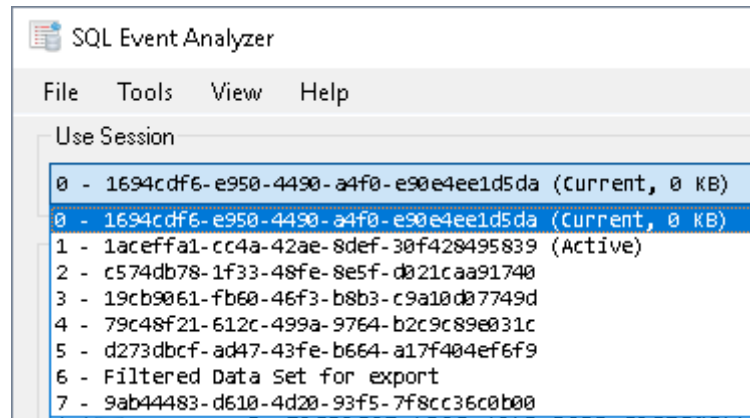 SQL Event Analyzer
File Tools View Help
Use Session
0 - 1694cdf6-e950-4490-a4f0-e90e4ee1d5da (Current, 0 KB)
0 - 1694cdf6-e950-4490-a4f0-e90e4ee1d5da (Current, 0 KB)
1 - 1aceffa1-cc4a-42ae-8def-30f428495839 (Active)
2 - c574db78-1f33-48fe-8e5f-d021caa91740
3 - 19cb9061-fb60-46f3-b8b3-c9a10d07749d
4 - 79c48f21-612c-499a-9764-b2c9c89e031c
5 - d273dbcf-ad47-43fe-b664-a17f404ef6f9
6 - Filtered Data Set for export
7 - 9ab44483-d610-4d20-93f5-7f8cc36c0b00